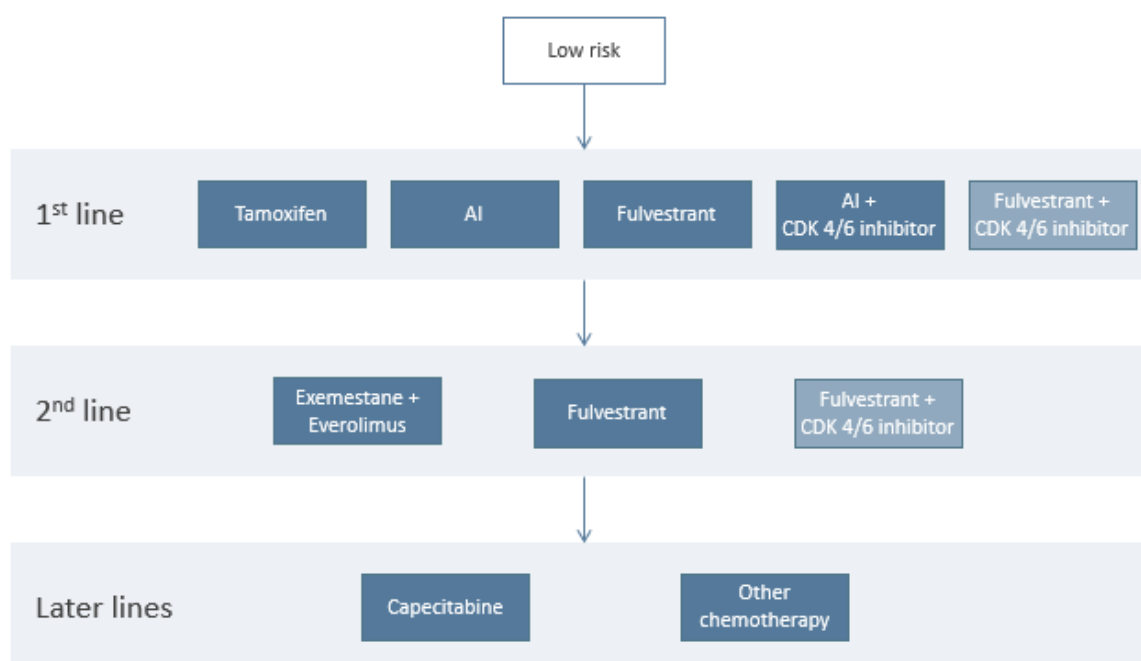 Low risk
1st line
Tamoxifen
AI
Fulvestrant
AI +
CDK 4/6 inhibitor
Fulvestrant +
CDK 4/6 inhibitor
2nd line
Exemestane +
Everolimus
Fulvestrant
Fulvestrant +
CDK 4/6 inhibitor
Later lines
Capecitabine
Other
chemotherapy